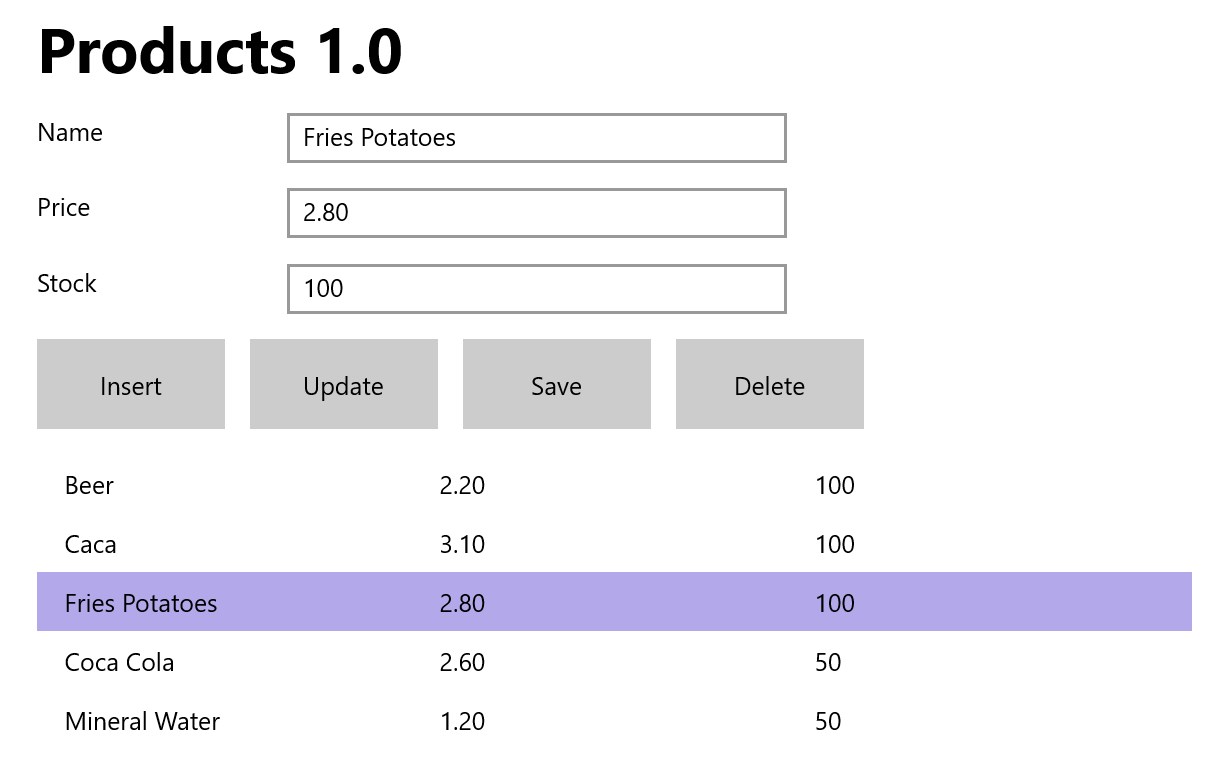 Products 1.0
Name Fries Potatoes
Price 2.80
Stock 100
Insert Update Save Delete
Beer 2.20 100
Caca 3.10 100
Fries Potatoes 2.80 100
Coca Cola 2.60 50
Mineral Water 1.20 50